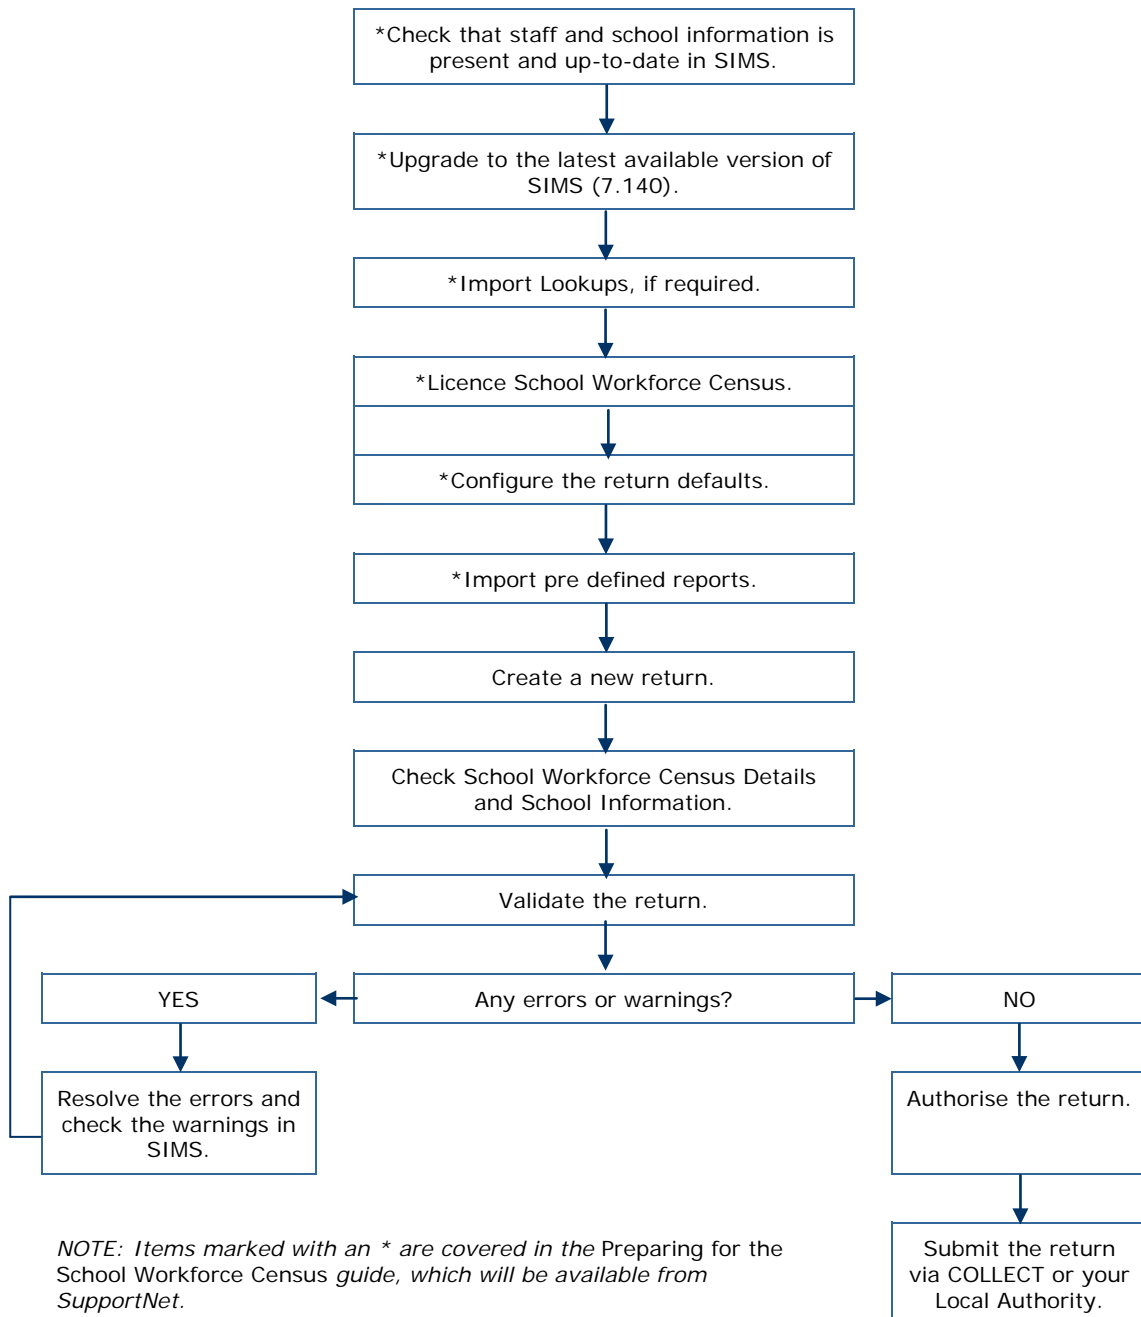 *Check that staff and school information is
present and up-to-date in SIMS.
*Upgrade to the latest available version of
SIMS (7.140).
*Import Lookups, if required.
*Licence School Workforce Census.
*Configure the return defaults.
*Import pre defined reports.
Create a new return.
Check School Workforce Census Details
and School Information.
Validate the return.
YES
Any errors or warnings?
NO
Resolve the errors and
check the warnings in
SIMS.
Authorise the return.
NOTE: Items marked with an * are covered in the Preparing for the
School Workforce Census guide, which will be available from
SupportNet.
Submit the return
via COLLECT or your
Local Authority.